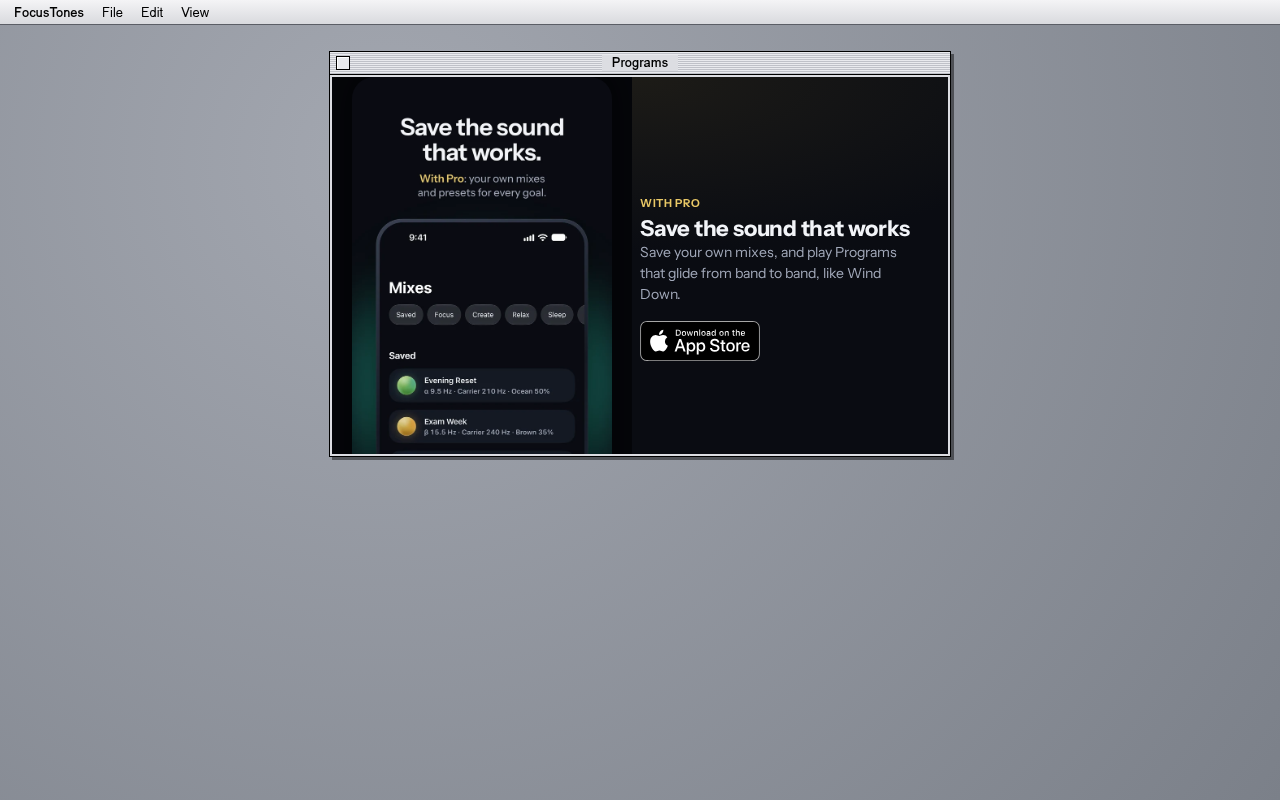 FocusTones File Edit View
Programs
Save the sound
that works.
With Pro: your own mixes
and presets for every goal.
9:41
Mixes
Saved Focus Create Relax Sleep
Saved
Evening Reset
α 9.5 Hz · Carrier 210 Hz · Ocean 50%
Exam Week
β 15.5 Hz · Carrier 240 Hz · Brown 35%
WITH PRO
Save the sound that works
Save your own mixes, and play Programs
that glide from band to band, like Wind
Down.
Download on the
App Store